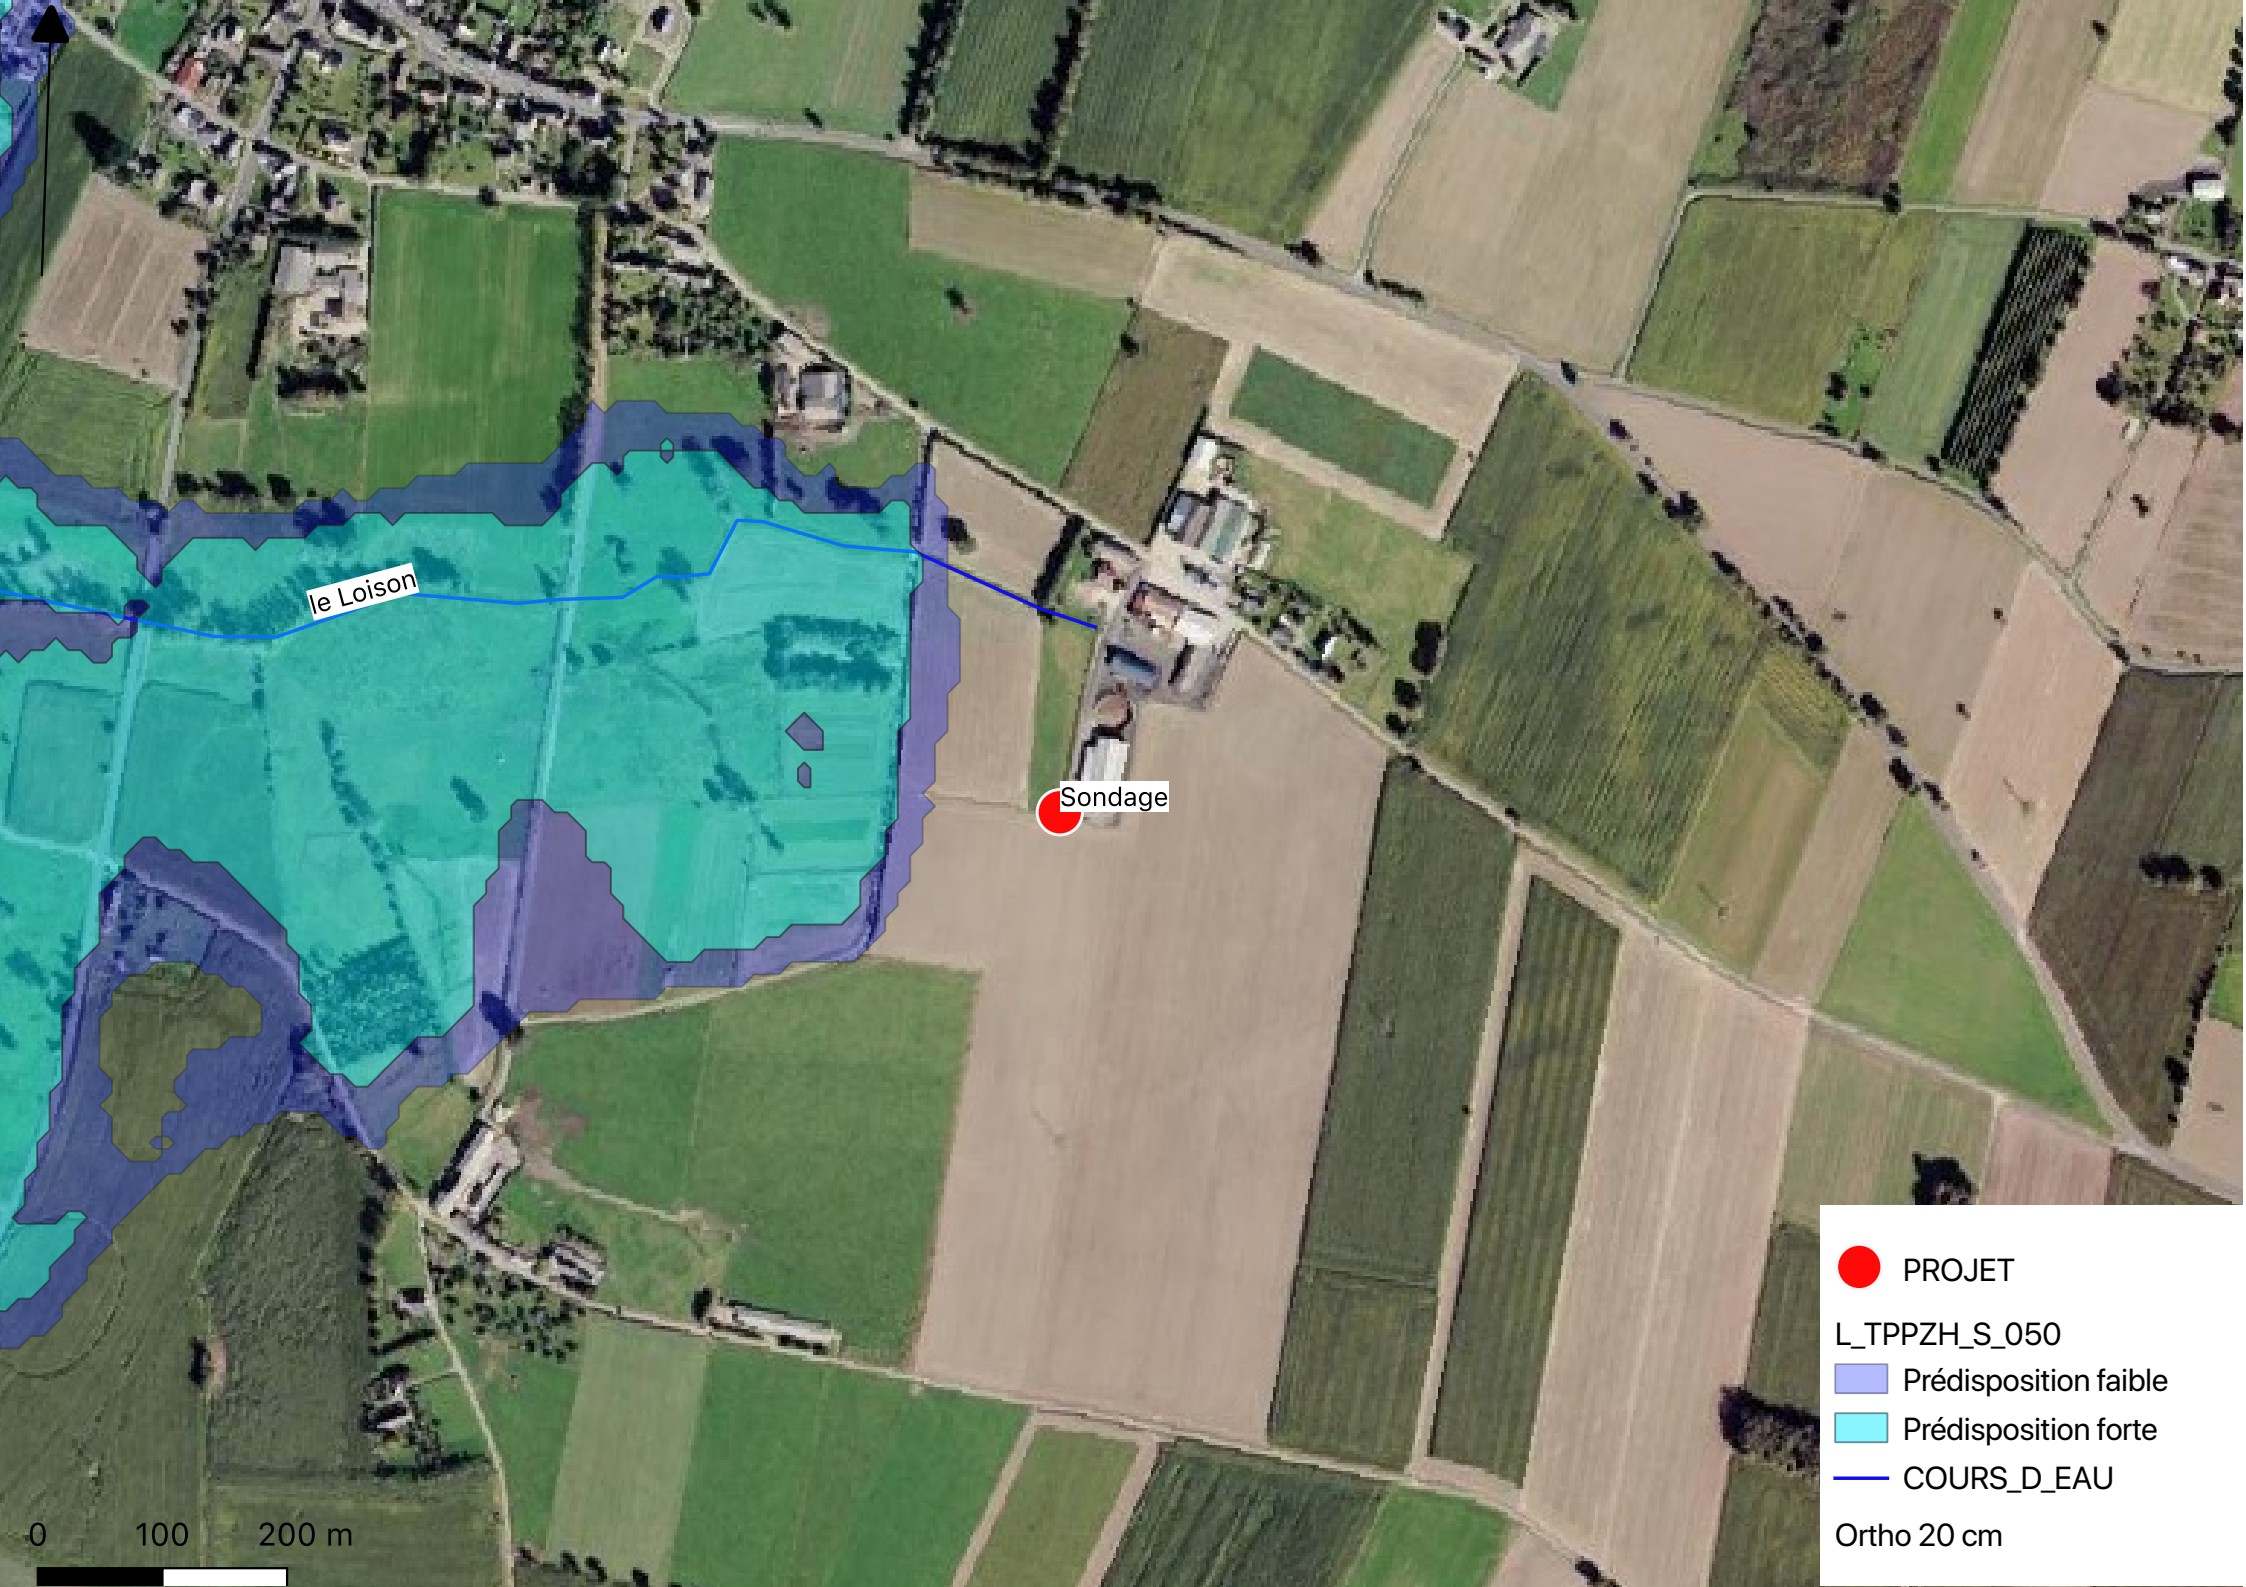 le Loison
Sondage
PROJET
L_TPPZH_S_050
Prédisposition faible
Prédisposition forte
COURS_D_EAU
Ortho 20 cm
0 100 200 m